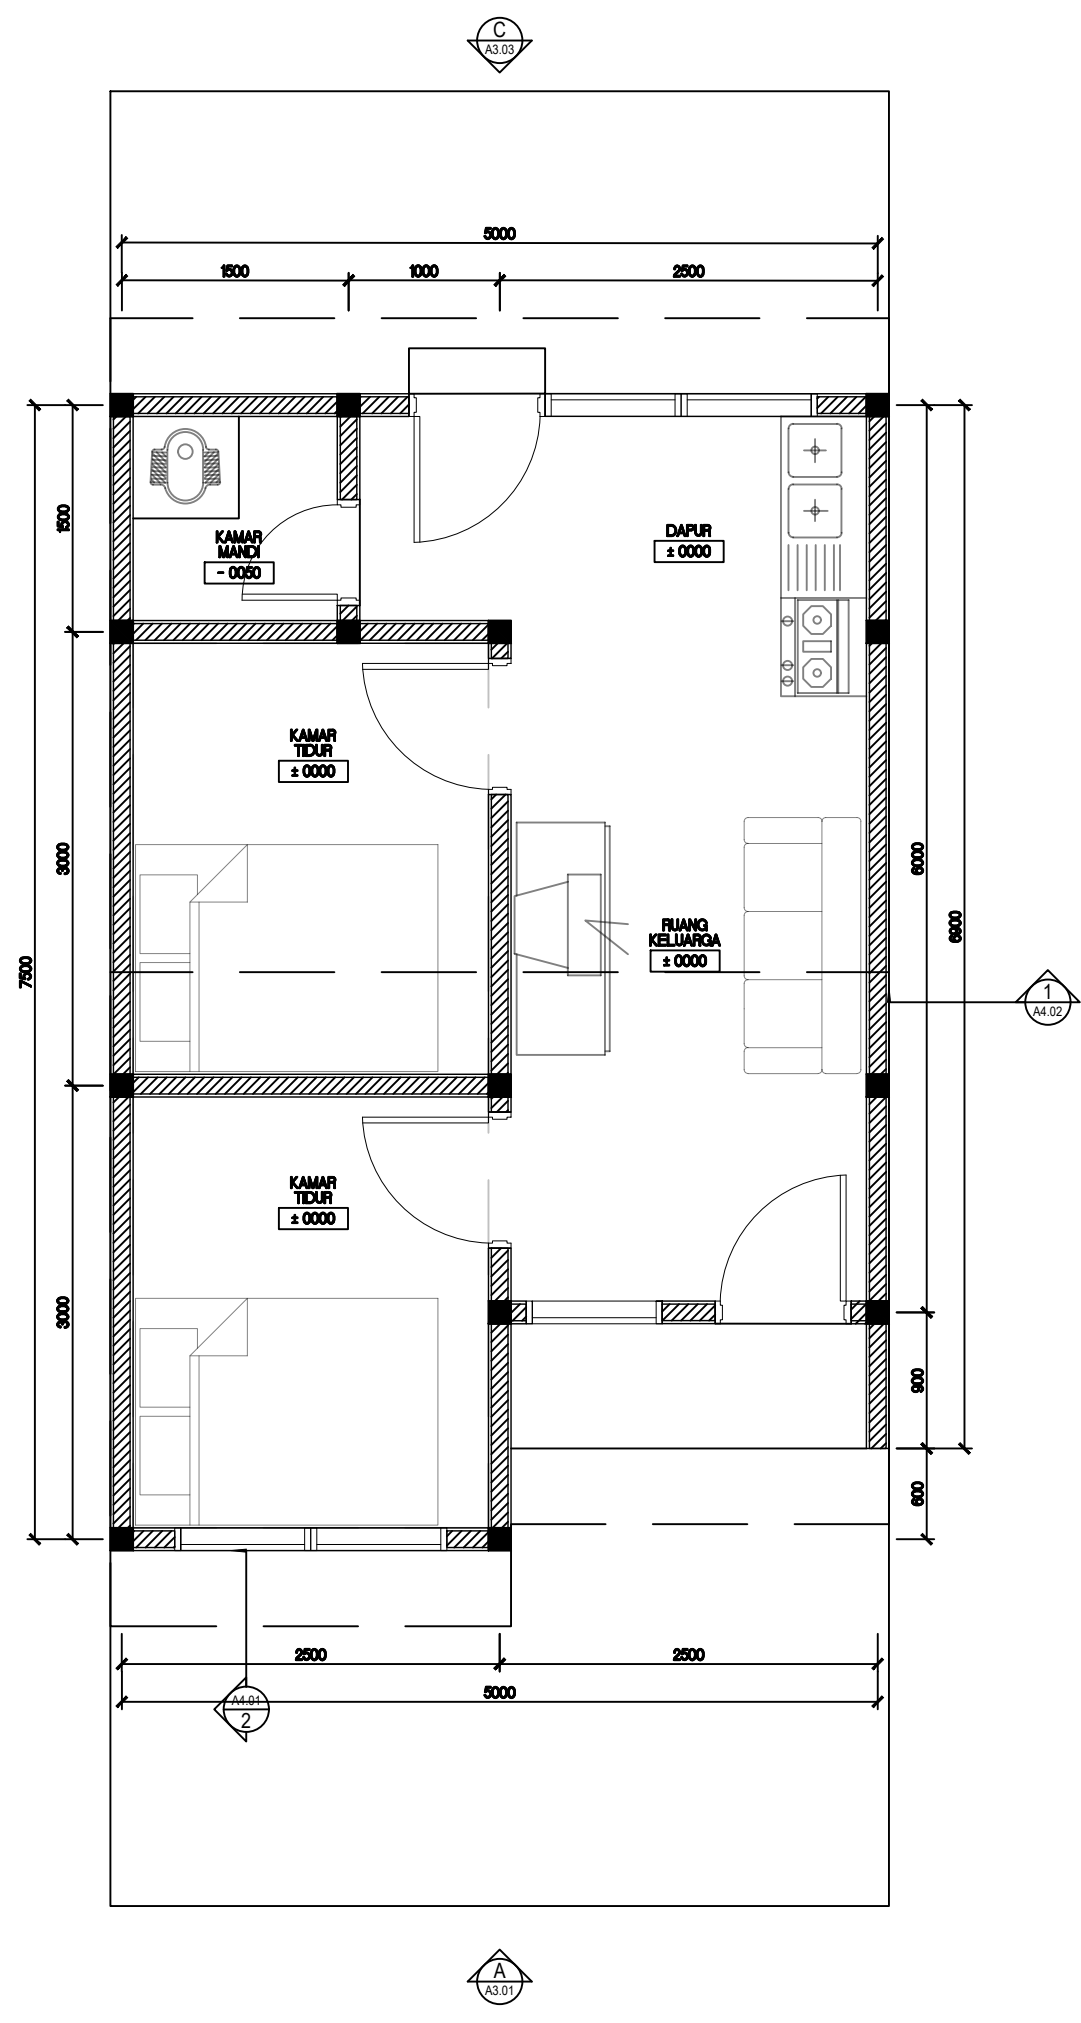 C
A3.03
5000
1500
1000
2500
KAMAR
MANDI
- 0050
DAPUR
± 0000
1500
KAMAR
TIDUR
± 0000
3000
6000
RUANG
KELUARGA
± 0000
6900
7500
1
A4.02
KAMAR
TIDUR
± 0000
3000
900
600
2500
2500
5000
A4.01
2
A
A3.01